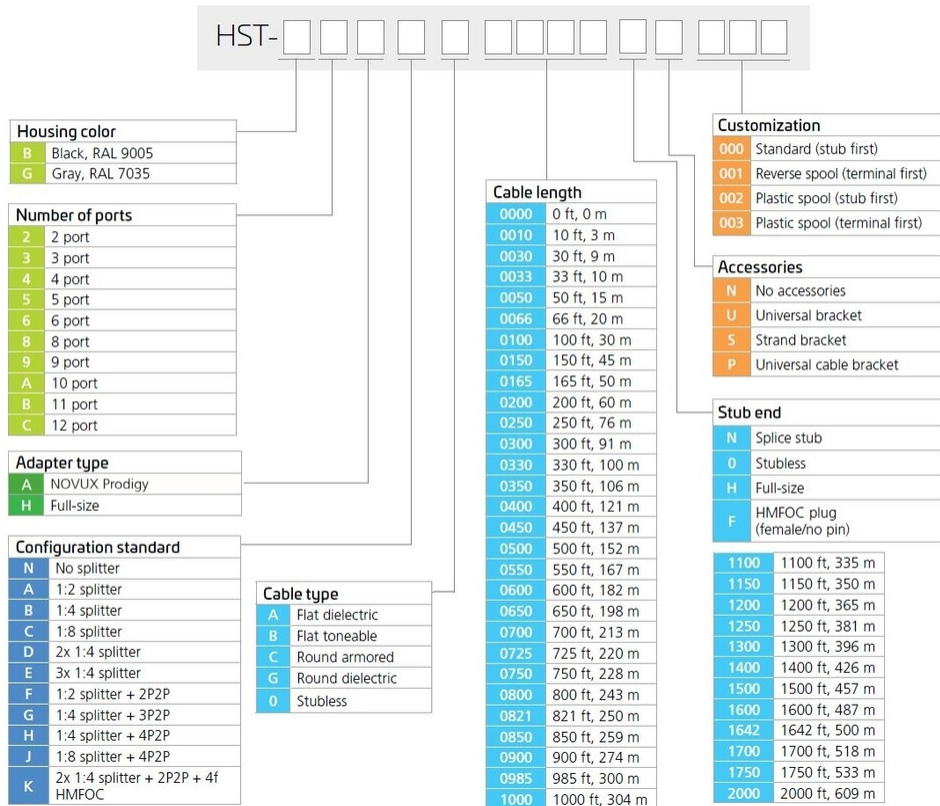 HST-
Housing color
B Black, RAL 9005
G Gray, RAL 7035
Number of ports
2 2 port
3 3 port
4 4 port
5 5 port
6 6 port
8 8 port
9 9 port
A 10 port
B 11 port
C 12 port
Adapter type
A NOVUX Prodigy
H Full-size
Configuration standard
N No splitter
A 1:2 splitter
B 1:4 splitter
C 1:8 splitter
D 2x 1:4 splitter
E 3x 1:4 splitter
F 1:2 splitter + 2P2P
G 1:4 splitter + 3P2P
H 1:4 splitter + 4P2P
J 1:8 splitter + 4P2P
K 2x 1:4 splitter + 2P2P + 4f
HMFOC
Cable type
A Flat dielectric
B Flat toneable
C Round armored
G Round dielectric
0 Stubless
Cable length
0000 0 ft, 0 m
0010 10 ft, 3 m
0030 30 ft, 9 m
0033 33 ft, 10 m
0050 50 ft, 15 m
0066 66 ft, 20 m
0100 100 ft, 30 m
0150 150 ft, 45 m
0165 165 ft, 50 m
0200 200 ft, 60 m
0250 250 ft, 76 m
0300 300 ft, 91 m
0330 330 ft, 100 m
0350 350 ft, 106 m
0400 400 ft, 121 m
0450 450 ft, 137 m
0500 500 ft, 152 m
0550 550 ft, 167 m
0600 600 ft, 182 m
0650 650 ft, 198 m
0700 700 ft, 213 m
0725 725 ft, 220 m
0750 750 ft, 228 m
0800 800 ft, 243 m
0821 821 ft, 250 m
0850 850 ft, 259 m
0900 900 ft, 274 m
0985 985 ft, 300 m
1000 1000 ft, 304 m
1100 1100 ft, 335 m
1150 1150 ft, 350 m
1200 1200 ft, 365 m
1250 1250 ft, 381 m
1300 1300 ft, 396 m
1400 1400 ft, 426 m
1500 1500 ft, 457 m
1600 1600 ft, 487 m
1642 1642 ft, 500 m
1700 1700 ft, 518 m
1750 1750 ft, 533 m
2000 2000 ft, 609 m
Stub end
N Splice stub
0 Stubless
H Full-size
F HMFOC plug
(female/no pin)
Accessories
N No accessories
U Universal bracket
S Strand bracket
P Universal cable bracket
Customization
000 Standard (stub first)
001 Reverse spool (terminal first)
002 Plastic spool (stub first)
003 Plastic spool (terminal first)